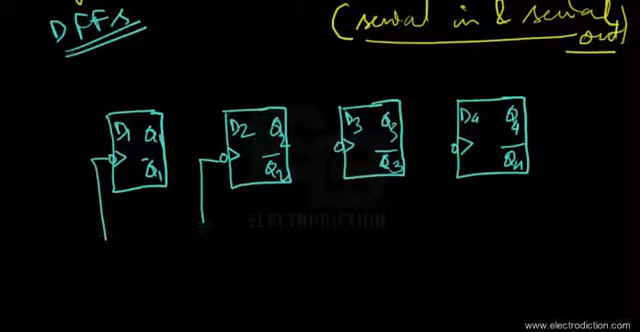 DFFs
(serial in & serial
out)
D1 Q1
Q̅1
D2 Q2
Q̅2
D3 Q3
Q̅3
D4 Q4
Q̅4
ELECTRODICTION
www.electrodiction.com